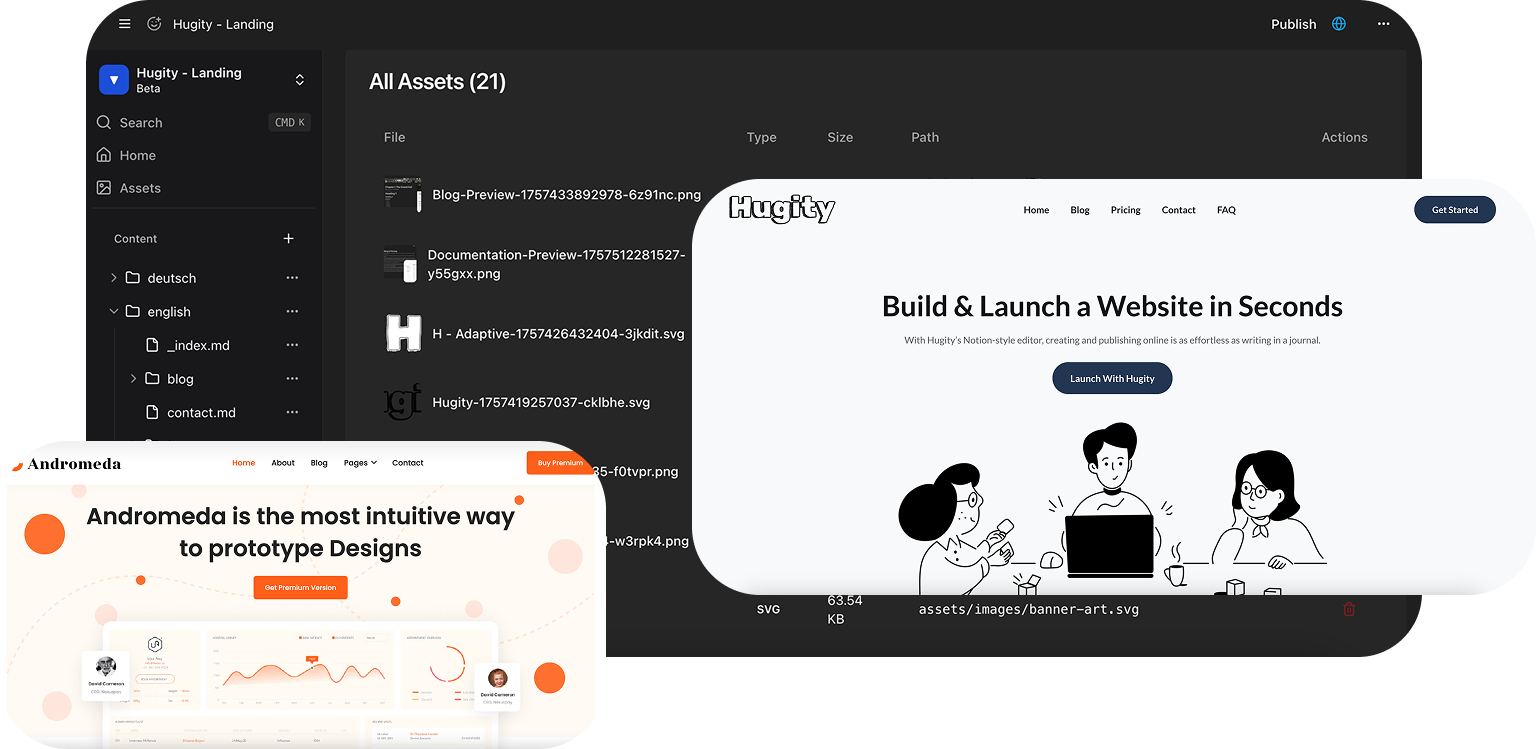 Hugity - Landing
Publish
Hugity - Landing
Beta
Search
CMD K
Home
Assets
Content
deutsch
english
_index.md
blog
contact.md
All Assets (21)
File Type Size Path Actions
Blog-Preview-1757433892978-6z91nc.png
Documentation-Preview-1757512281527-
y55gxx.png
H - Adaptive-1757426432404-3jkdit.svg
Hugity-1757419257037-cklbhe.svg
35-f0tvpr.png
4-w3rpk4.png
SVG
63.54
KB
assets/images/banner-art.svg
Hugity
Home Blog Pricing Contact FAQ
Get Started
Build & Launch a Website in Seconds
With Hugity's Notion-style editor, creating and publishing online is as effortless as writing in a journal.
Launch With Hugity
Andromeda
Home About Blog Pages Contact
Buy Premium
Andromeda is the most intuitive way
to prototype Designs
Get Premium Version
David Cameron
David Cameron